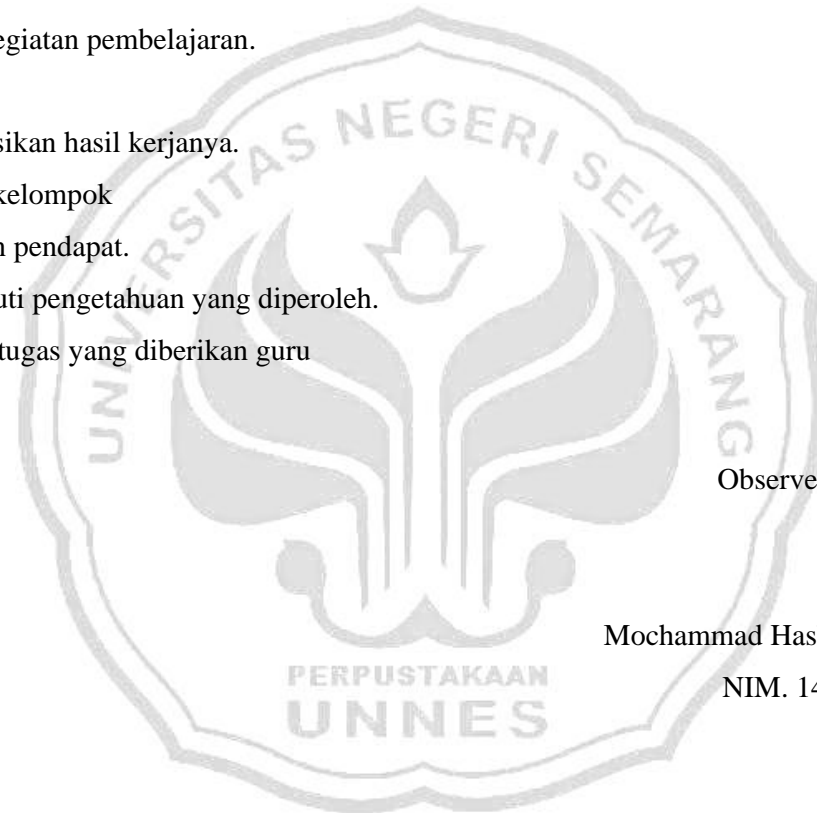 egiatan pembelajaran.
sikan hasil kerjanya.
kelompok
n pendapat.
uti pengetahuan yang diperoleh.
tugas yang diberikan guru
UNIVERSITAS NEGERI SEMARANG
Observe
Mochammad Has
NIM. 14
PERPUSTAKAAN
UNNES